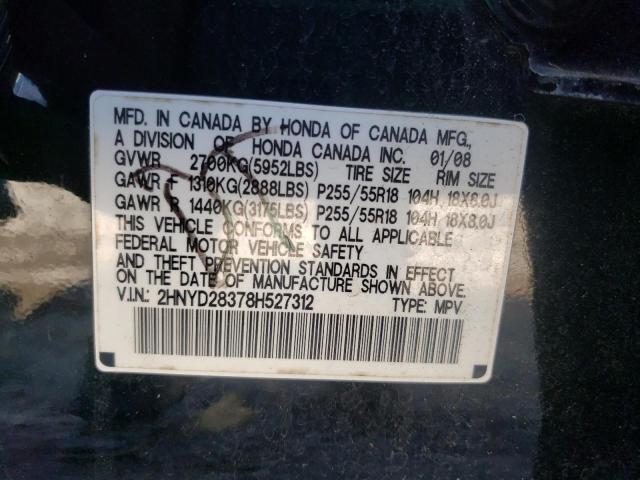 MFD. IN CANADA BY HONDA OF CANADA MFG.,
A DIVISION OF HONDA CANADA INC. 01/08
GVWR 2700KG(5952LBS) TIRE SIZE RIM SIZE
GAWR F 1310KG(2888LBS) P255/55R18 104H 18X8.0J
GAWR R 1440KG(3175LBS) P255/55R18 104H 18X8.0J
THIS VEHICLE CONFORMS TO ALL APPLICABLE
FEDERAL MOTOR VEHICLE SAFETY
AND THEFT PREVENTION STANDARDS IN EFFECT
ON THE DATE OF MANUFACTURE SHOWN ABOVE.
V.I.N.: 2HNYD28378H527312 TYPE: MPV